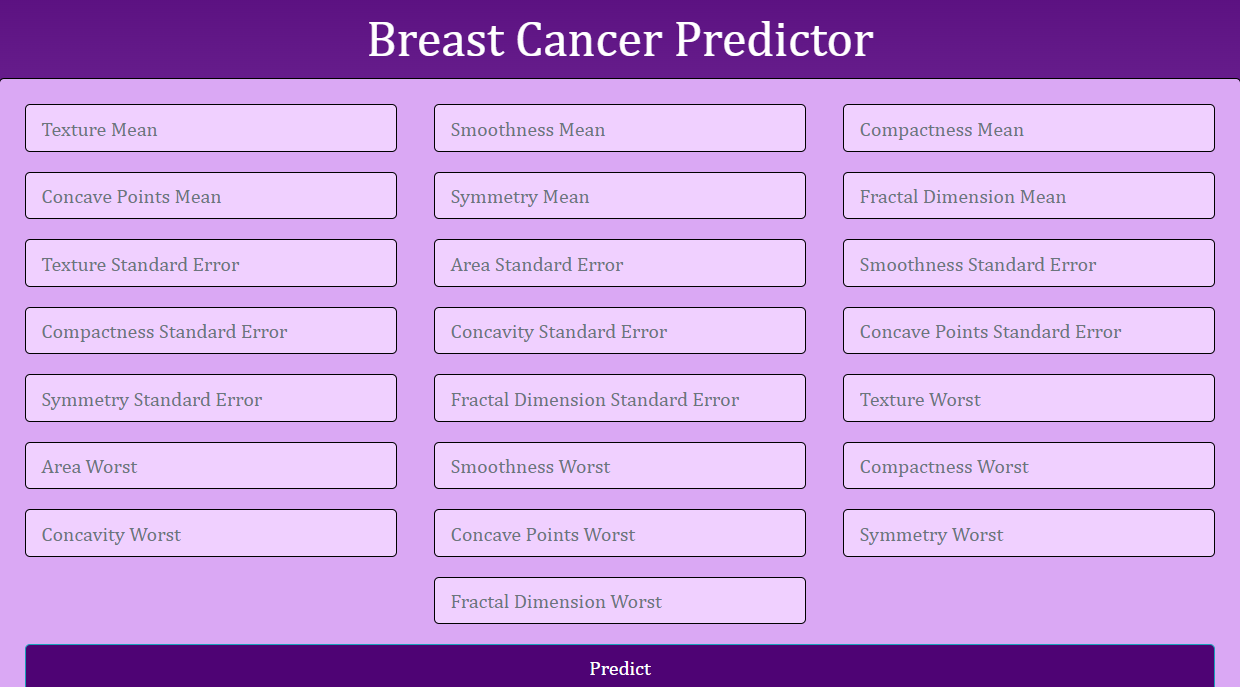 Breast Cancer Predictor
Texture Mean
Smoothness Mean
Compactness Mean
Concave Points Mean
Symmetry Mean
Fractal Dimension Mean
Texture Standard Error
Area Standard Error
Smoothness Standard Error
Compactness Standard Error
Concavity Standard Error
Concave Points Standard Error
Symmetry Standard Error
Fractal Dimension Standard Error
Texture Worst
Area Worst
Smoothness Worst
Compactness Worst
Concavity Worst
Concave Points Worst
Symmetry Worst
Fractal Dimension Worst
Predict